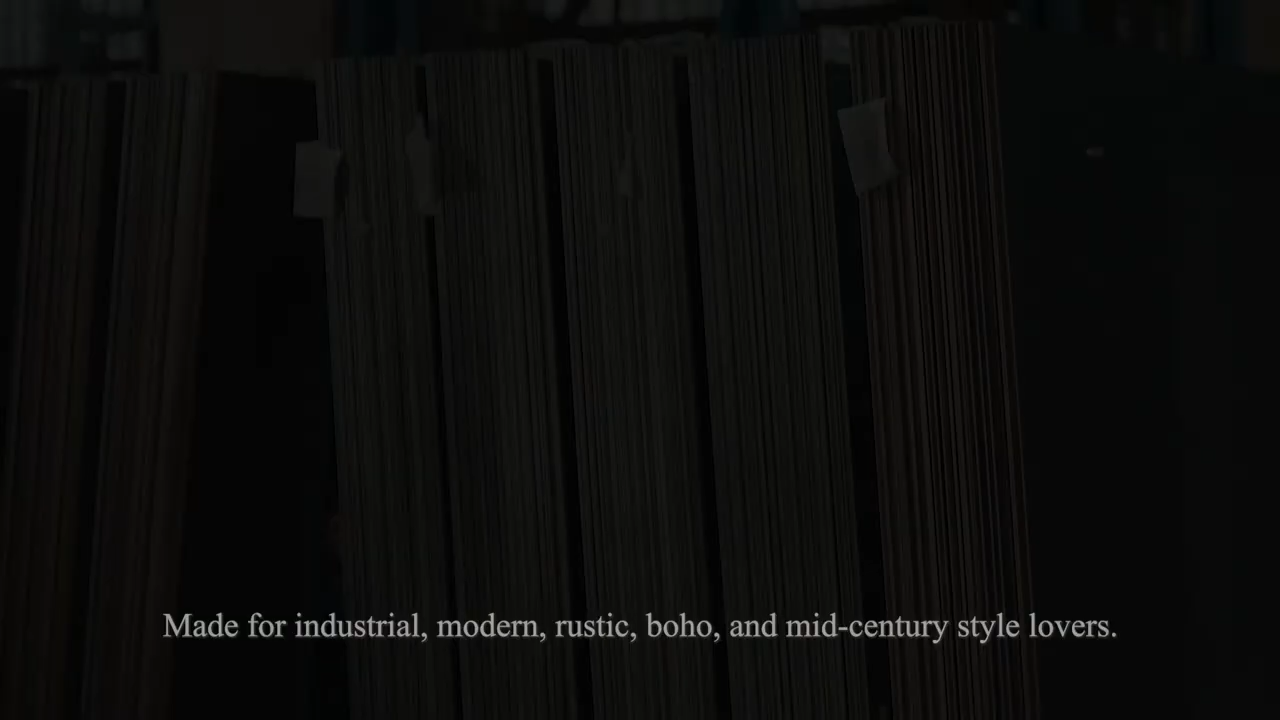 Made for industrial, modern, rustic, boho, and mid-century style lovers.